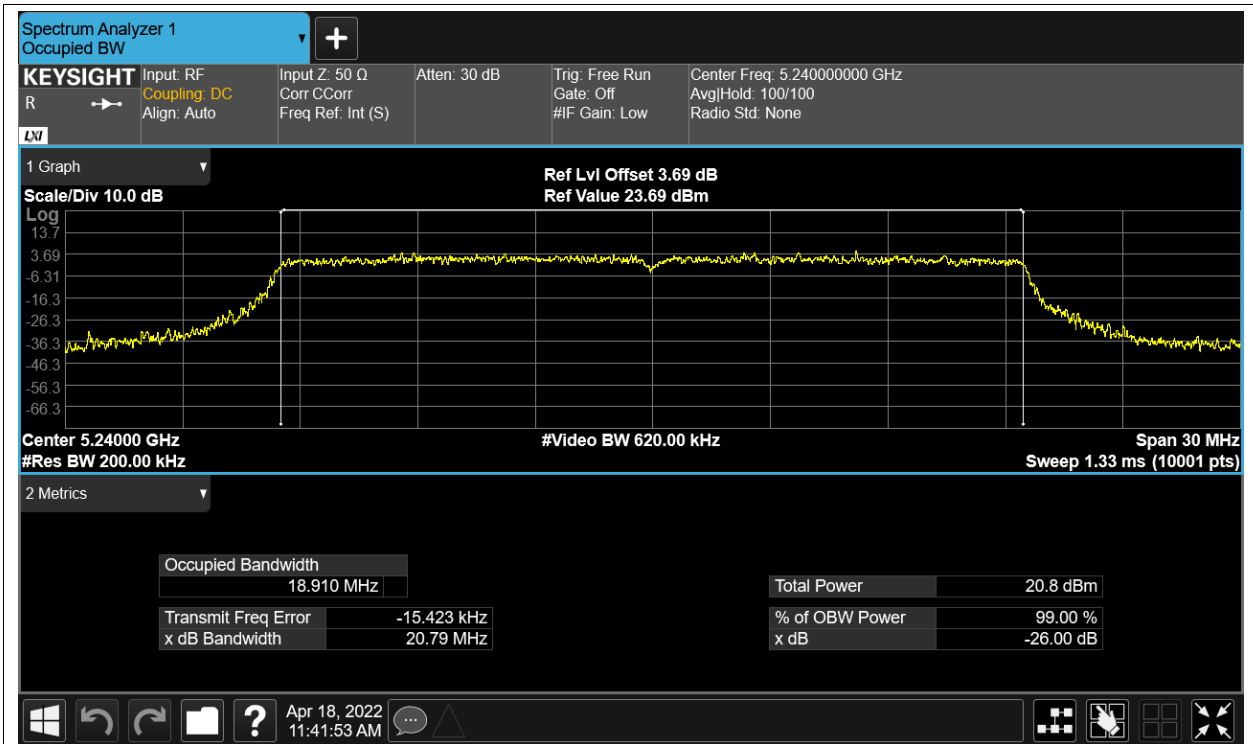 Spectrum Analyzer 1
Occupied BW
+
KEYSIGHT
R
LXI
Input: RF
Coupling: DC
Align: Auto
Input Z: 50 Ω
Corr CCorr
Freq Ref: Int (S)
Atten: 30 dB
Trig: Free Run
Gate: Off
#IF Gain: Low
Center Freq: 5.240000000 GHz
Avg|Hold: 100/100
Radio Std: None
1 Graph
Scale/Div 10.0 dB
Ref Lvl Offset 3.69 dB
Ref Value 23.69 dBm
Log
13.7
3.69
-6.31
-16.3
-26.3
-36.3
-46.3
-56.3
-66.3
Center 5.24000 GHz
#Video BW 620.00 kHz
Span 30 MHz
#Res BW 200.00 kHz
Sweep 1.33 ms (10001 pts)
2 Metrics
Occupied Bandwidth
18.910 MHz
Total Power 20.8 dBm
Transmit Freq Error -15.423 kHz
% of OBW Power 99.00 %
x dB Bandwidth 20.79 MHz
x dB -26.00 dB
?
Apr 18, 2022
11:41:53 AM